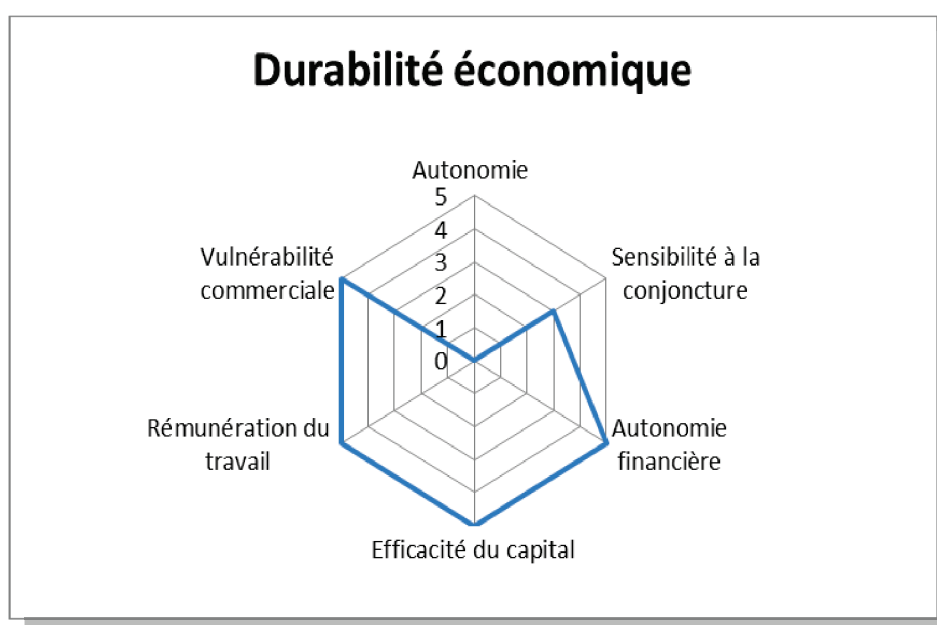 Durabilité économique
Autonomie
5
4
3
2
1
0
Sensibilité à la
conjoncture
Autonomie
financière
Efficacité du capital
Rémunération du
travail
Vulnérabilité
commerciale